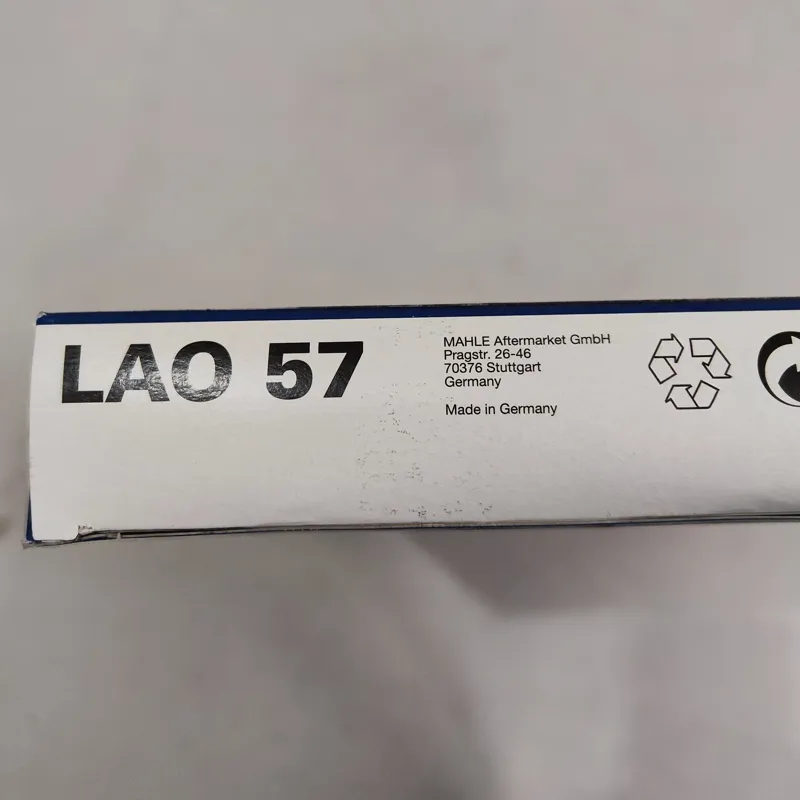 LAO 57
MAHLE Aftermarket GmbH
Pragstr. 26-46
70376 Stuttgart
Germany
Made in Germany